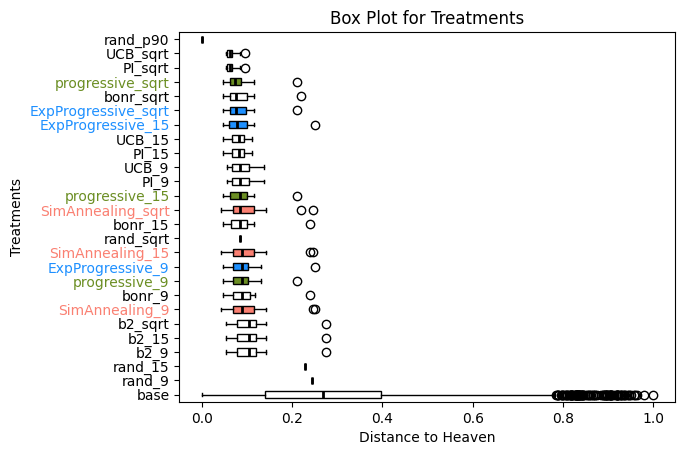 Box Plot for Treatments
rand_p90
UCB_sqrt
PI_sqrt
progressive_sqrt
bonr_sqrt
ExpProgressive_sqrt
ExpProgressive_15
UCB_15
PI_15
UCB_9
PI_9
progressive_15
SimAnnealing_sqrt
bonr_15
rand_sqrt
SimAnnealing_15
ExpProgressive_9
progressive_9
bonr_9
SimAnnealing_9
b2_sqrt
b2_15
b2_9
rand_15
rand_9
base
Treatments
0.0 0.2 0.4 0.6 0.8 1.0
Distance to Heaven